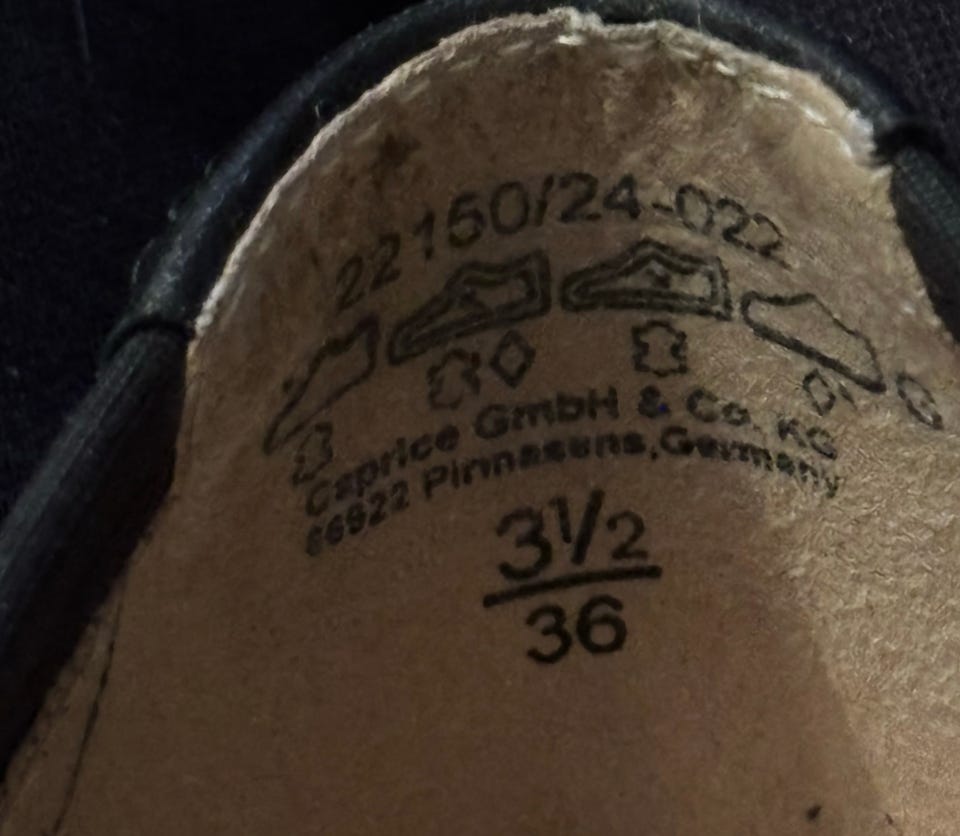 22150/24-022
Caprice GmbH & Co. KG
66922 Pirmasens, Germany
3½
36